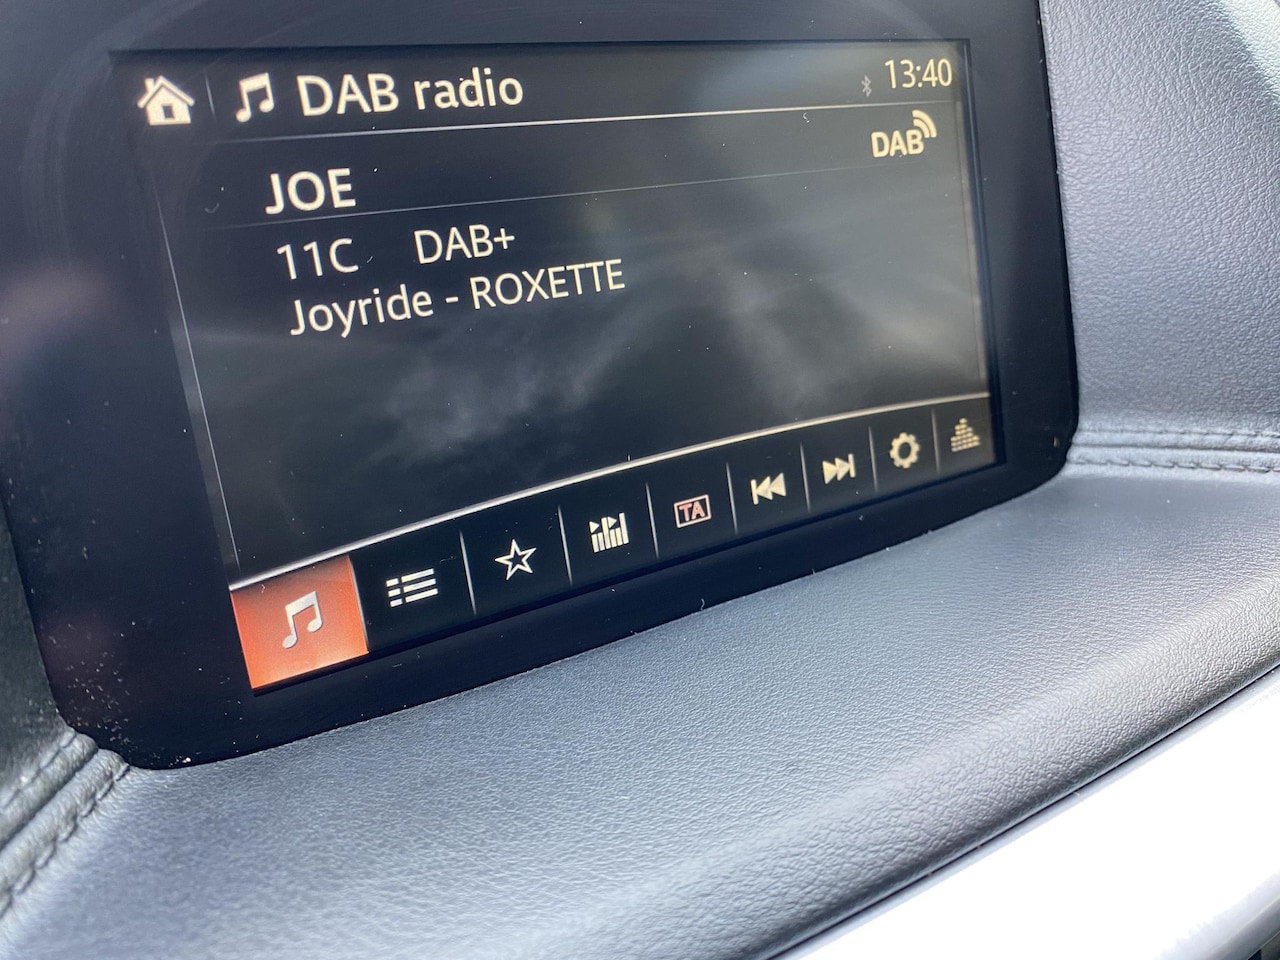 DAB radio
13:40
DAB
JOE
11C DAB+
Joyride - ROXETTE
TA